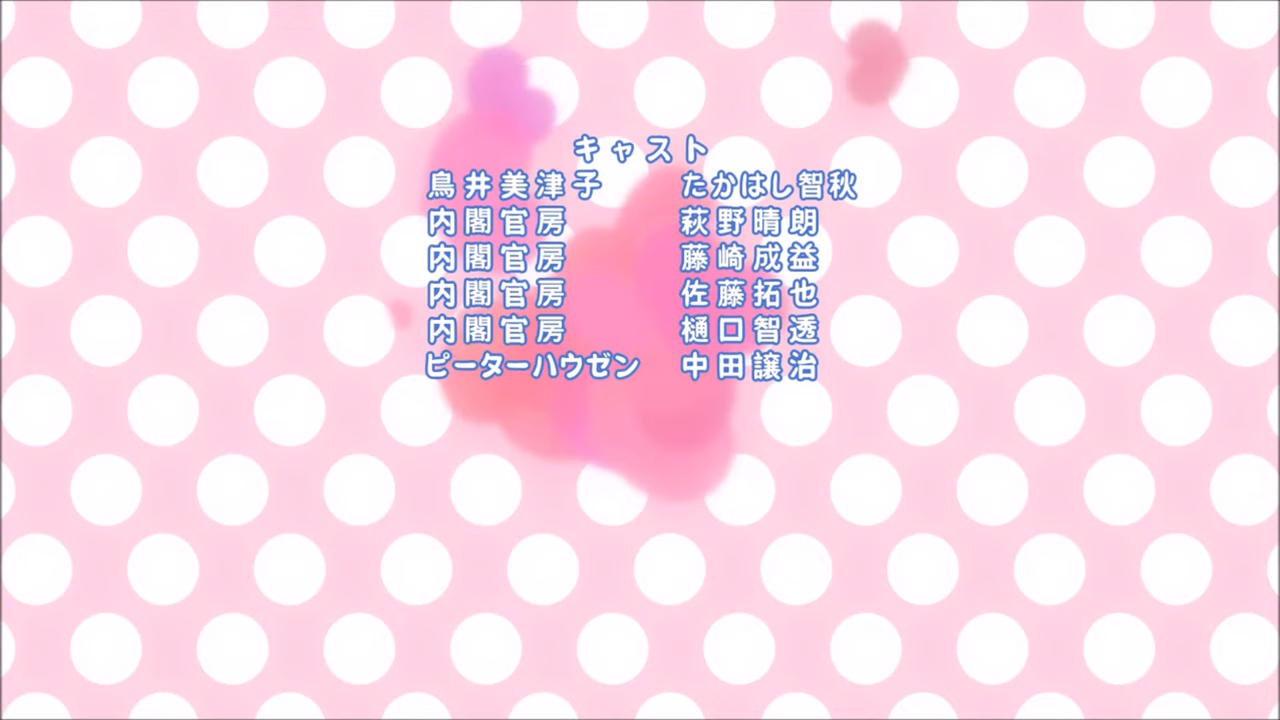 キャスト
鳥井美津子 たかはし智秋
内閣官房 萩野晴朗
内閣官房 藤崎成益
内閣官房 佐藤拓也
内閣官房 樋口智透
ピーターハウゼン 中田譲治